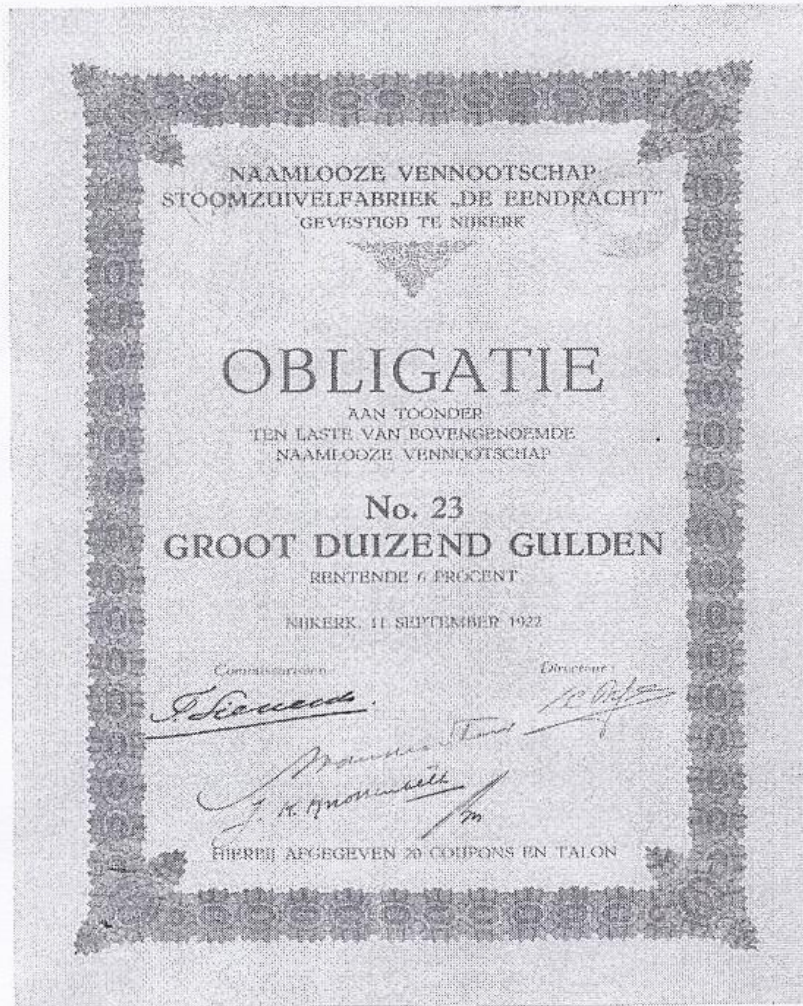 NAAMLOOZE VENNOOTSCHAP
STOOMZUIVELFABRIEK „DE EENDRACHT”
GEVESTIGD TE NIJKERK
OBLIGATIE
AAN TOONDER
TEN LASTE VAN BOVENGENOEMDE
NAAMLOOZE VENNOOTSCHAP
No. 23
GROOT DUIZEND GULDEN
RENTENDE 6 PROCENT
NIJKERK, 11 SEPTEMBER 1922
Commissarissen: Directeur:
HIERBIJ AFGEGEVEN 20 COUPONS EN TALON